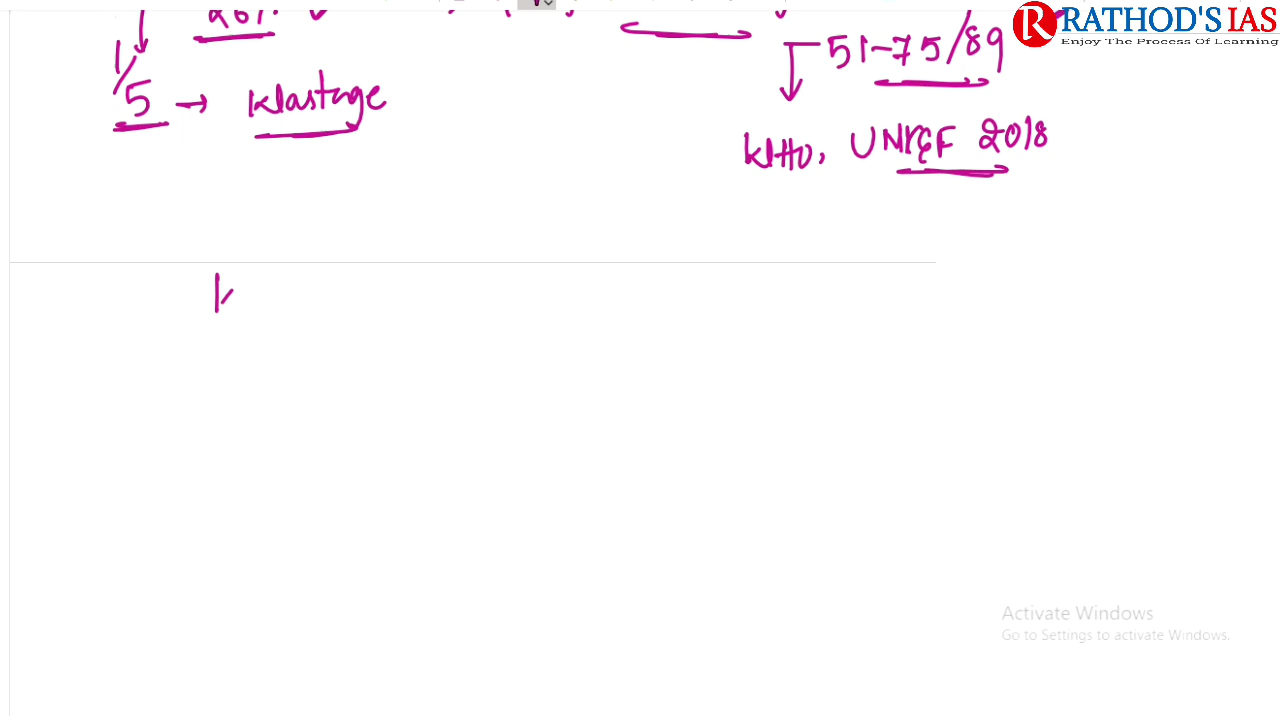 RATHOD'S IAS
Enjoy The Process Of Learning
51-75/89
1/5 → Wastage
WHO, UNICEF 2018
Activate Windows
Go to Settings to activate Windows.